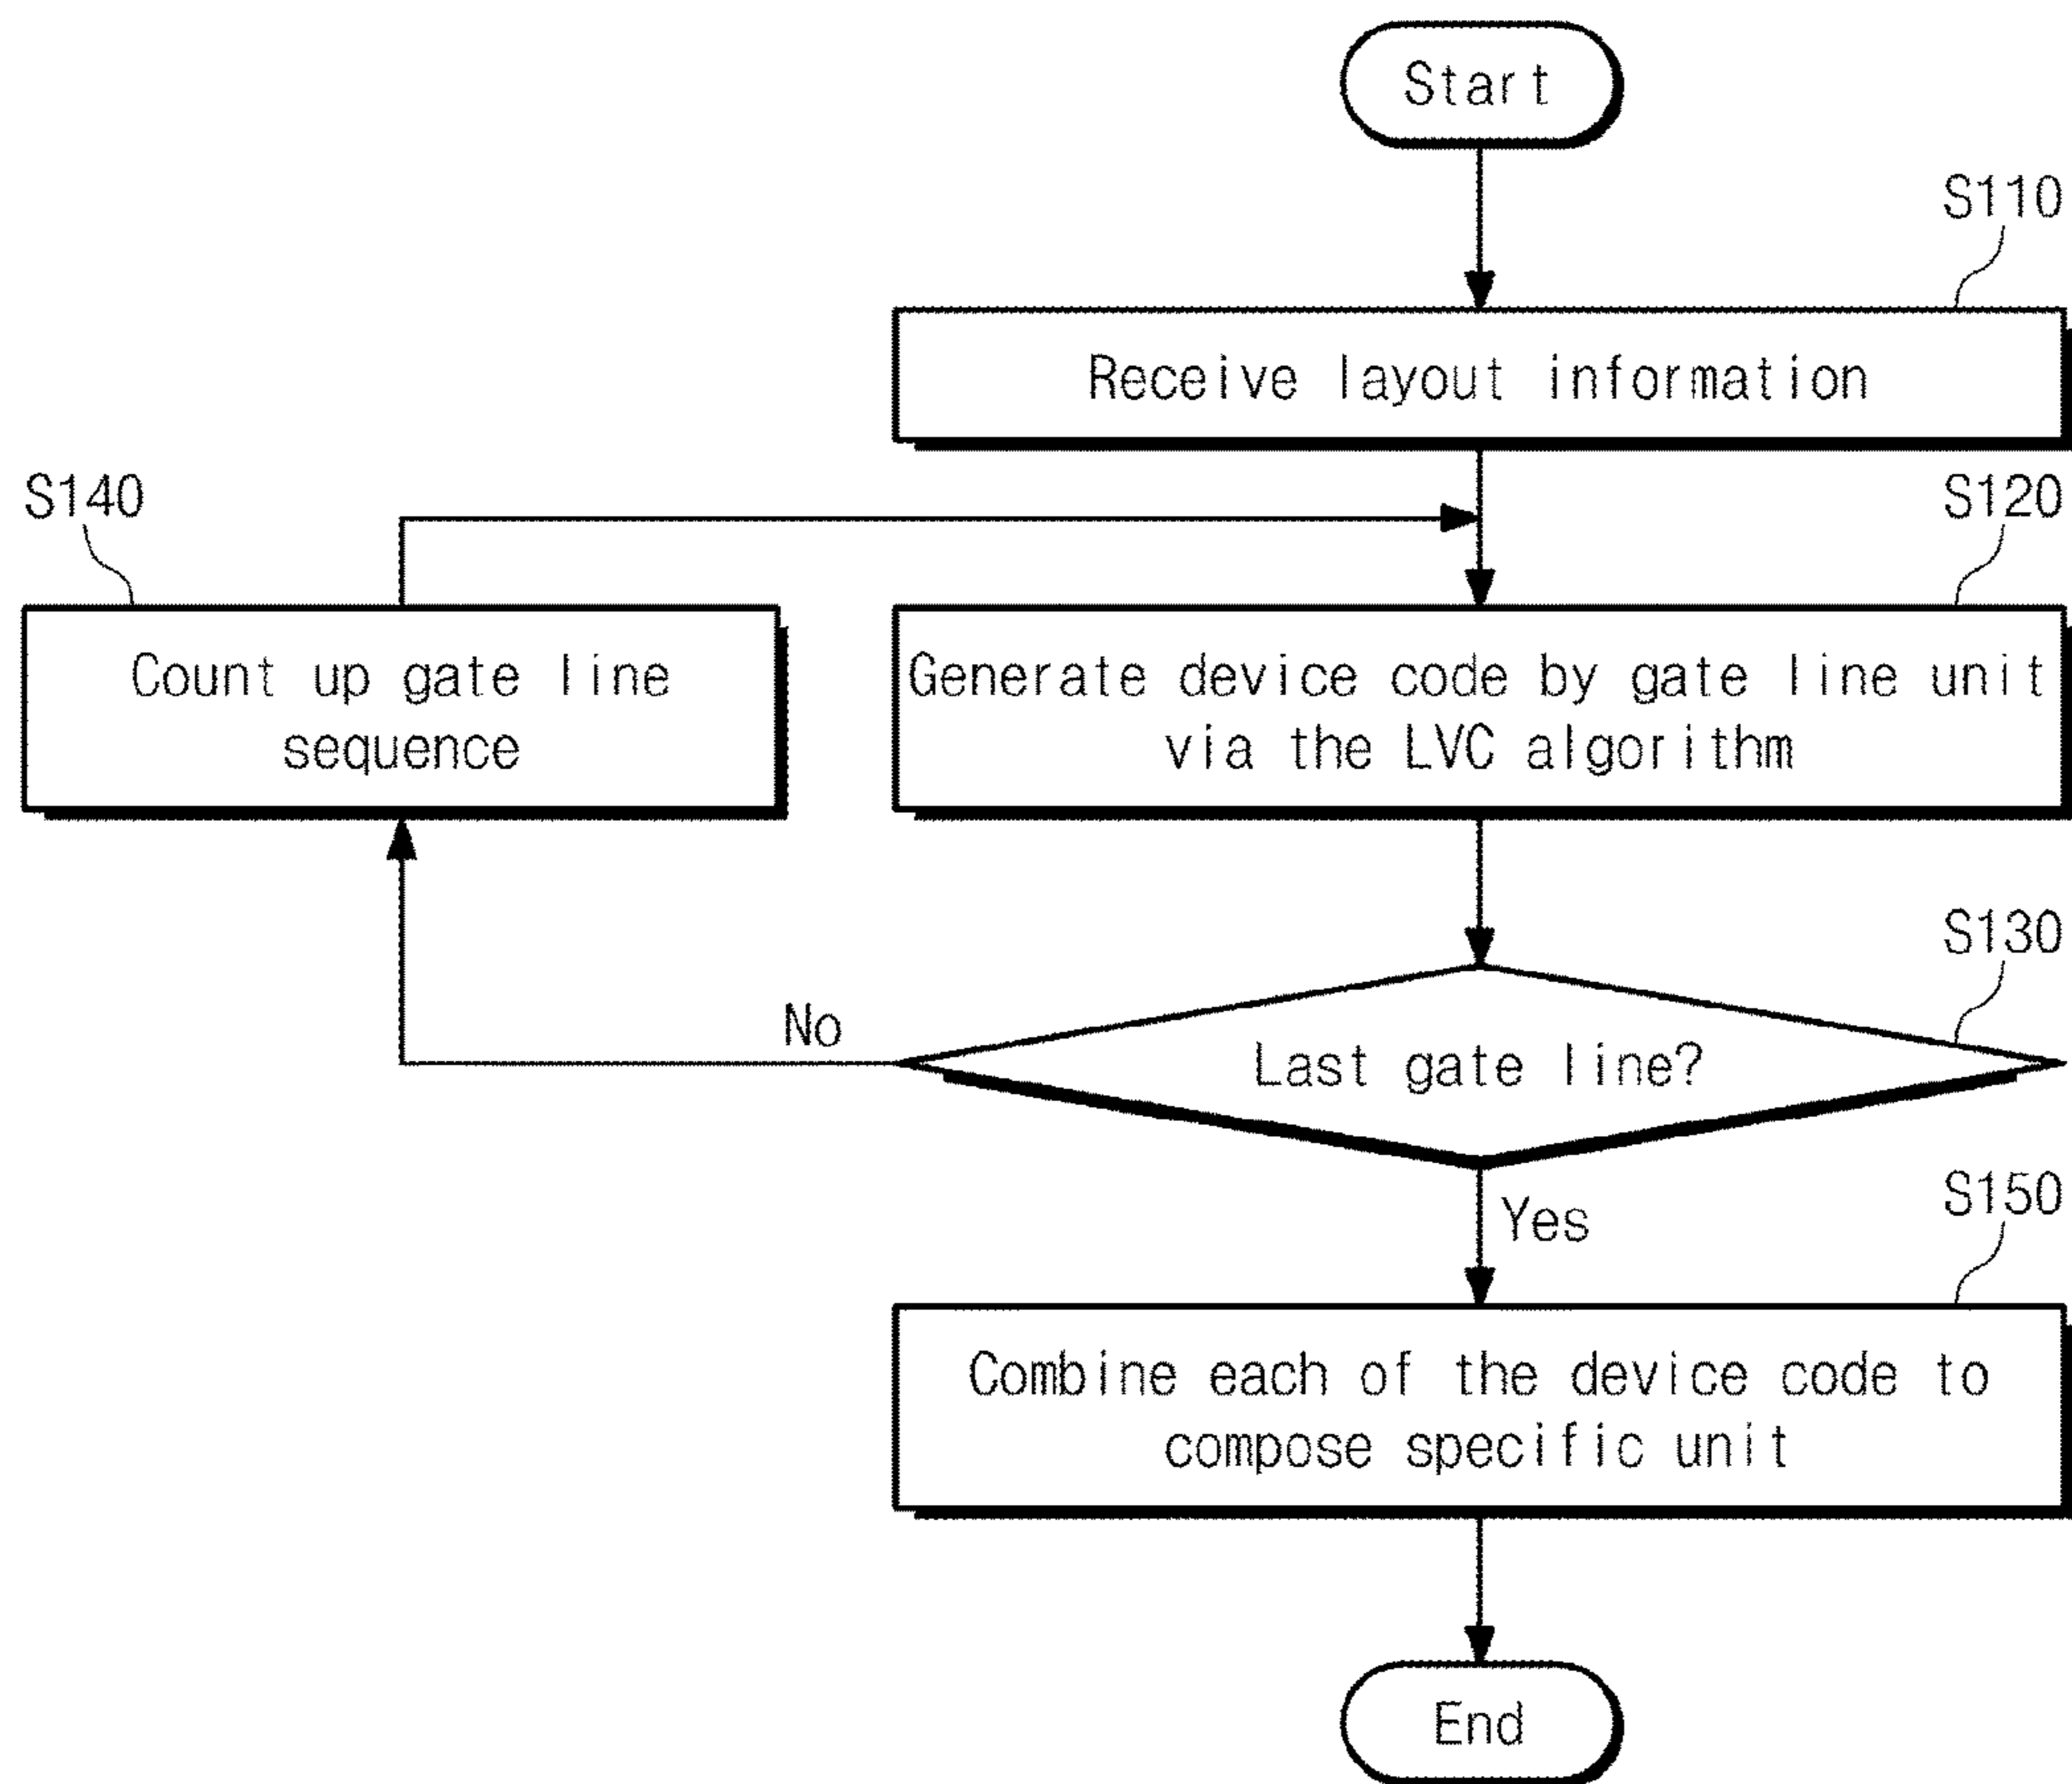 Start
S110
Receive layout information
S140
S120
Count up gate line
sequence
Generate device code by gate line unit
via the LVC algorithm
S130
No
Last gate line?
Yes
S150
Combine each of the device code to
compose specific unit
End